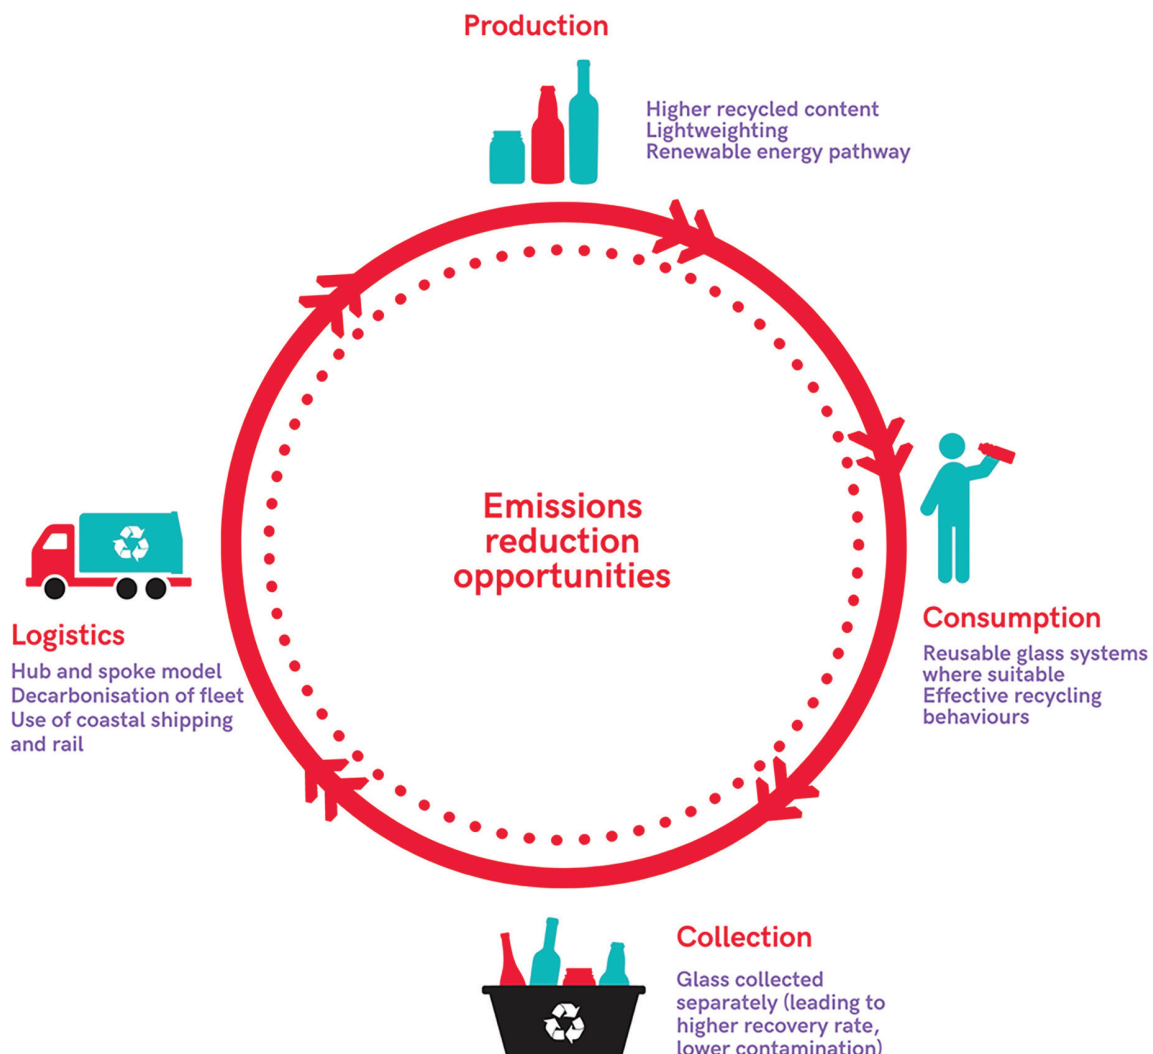 Production
Higher recycled content
Lightweighting
Renewable energy pathway
Emissions
reduction
opportunities
Consumption
Reusable glass systems
where suitable
Effective recycling
behaviours
Logistics
Hub and spoke model
Decarbonisation of fleet
Use of coastal shipping
and rail
Collection
Glass collected
separately (leading to
higher recovery rate,
lower contamination)